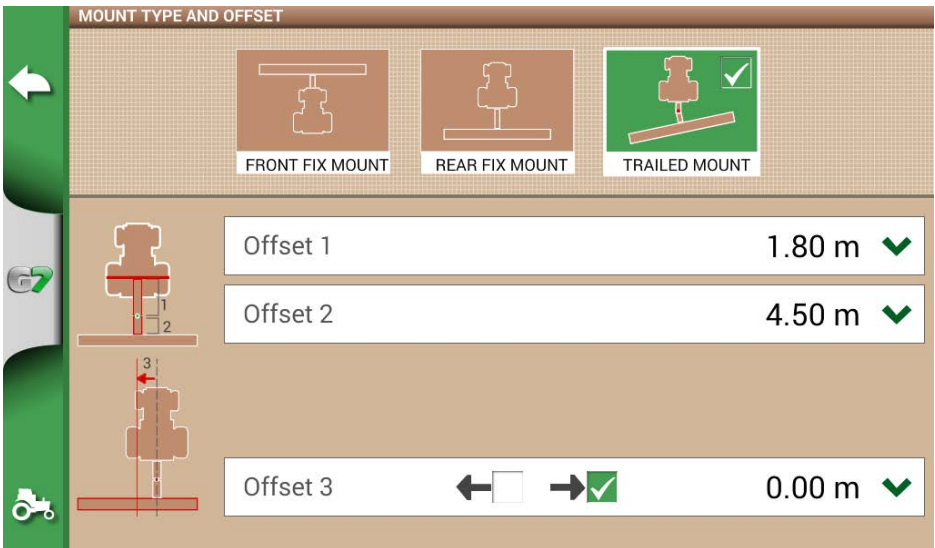 MOUNT TYPE AND OFFSET
FRONT FIX MOUNT
REAR FIX MOUNT
TRAILED MOUNT
G7
1
2
Offset 1 1.80 m
Offset 2 4.50 m
3
Offset 3 0.00 m